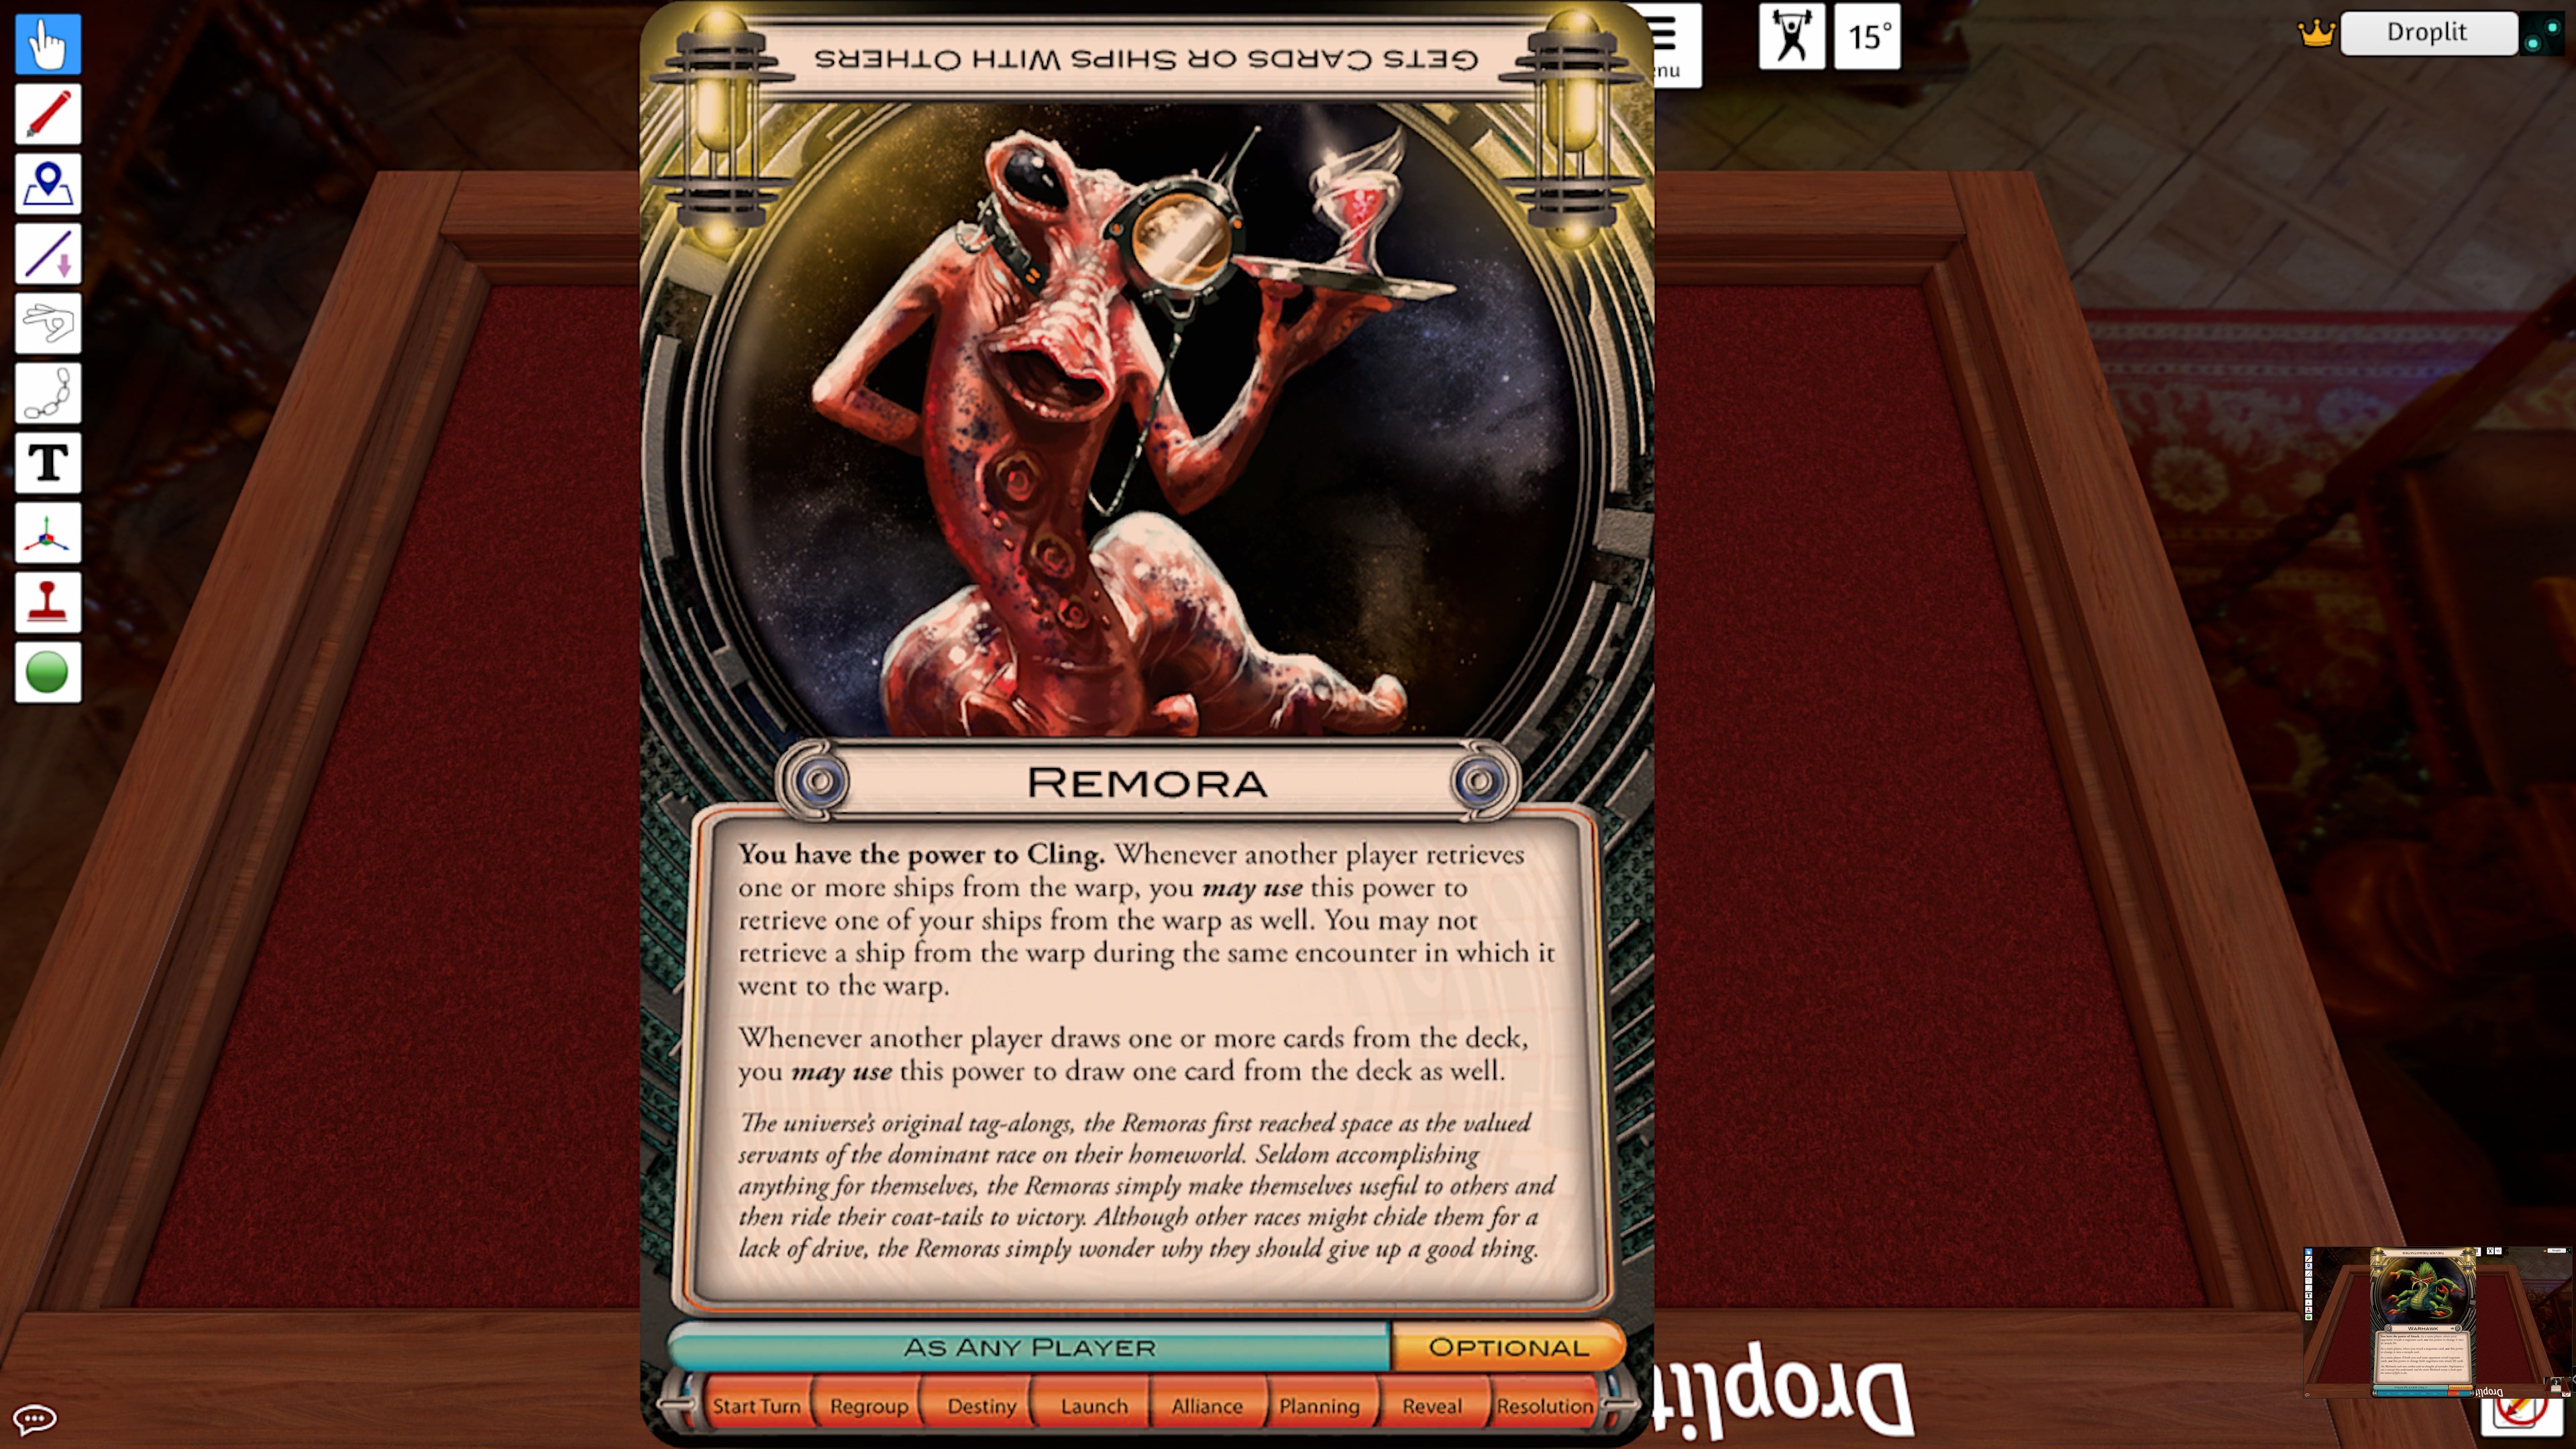 GETS CARDS OR SHIPS WITH OTHERS
enu
15°
Droplit
T
REMORA
You have the power to Cling. Whenever another player retrieves
one or more ships from the warp, you may use this power to
retrieve one of your ships from the warp as well. You may not
retrieve a ship from the warp during the same encounter in which it
went to the warp.
Whenever another player draws one or more cards from the deck,
you may use this power to draw one card from the deck as well.
The universe's original tag-alongs, the Remoras first reached space as the valued
servants of the dominant race on their homeworld. Seldom accomplishing
anything for themselves, the Remoras simply make themselves useful to others and
then ride their coat-tails to victory. Although other races might chide them for a
lack of drive, the Remoras simply wonder why they should give up a good thing.
AS ANY PLAYER
OPTIONAL
Start Turn Regroup Destiny Launch Alliance Planning Reveal Resolution
Droplit
WARHAWK
Droplit